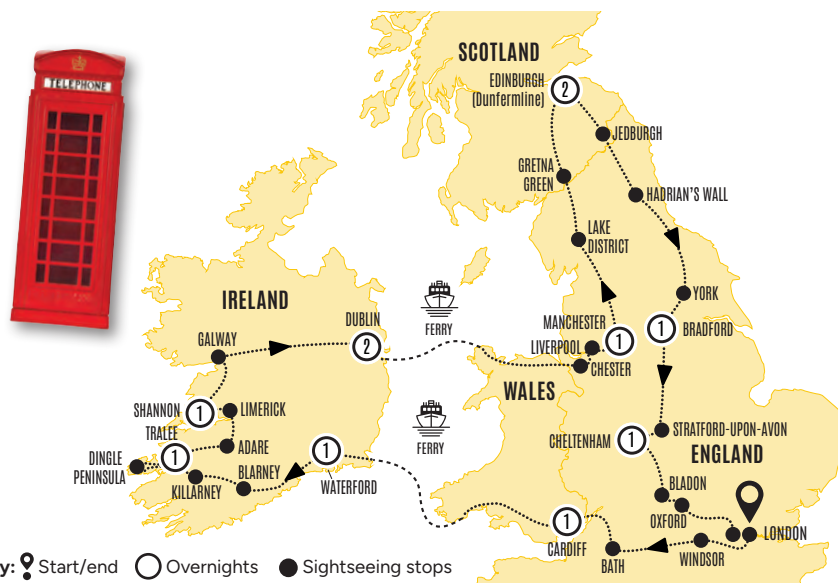 TELEPHONE
SCOTLAND
EDINBURGH
(Dunfermline)
2
JEDBURGH
GRETNA
GREEN
HADRIAN'S WALL
LAKE
DISTRICT
IRELAND
DUBLIN
2
GALWAY
FERRY
YORK
MANCHESTER
1
1
BRADFORD
LIVERPOOL
CHESTER
WALES
SHANNON
1
LIMERICK
TRALEE
1
ADARE
FERRY
STRATFORD-UPON-AVON
CHELTENHAM
1
ENGLAND
DINGLE
PENINSULA
KILLARNEY
BLARNEY
1
WATERFORD
BLADON
OXFORD
LONDON
1
CARDIFF
BATH
WINDSOR
y: Start/end Overnights Sightseeing stops